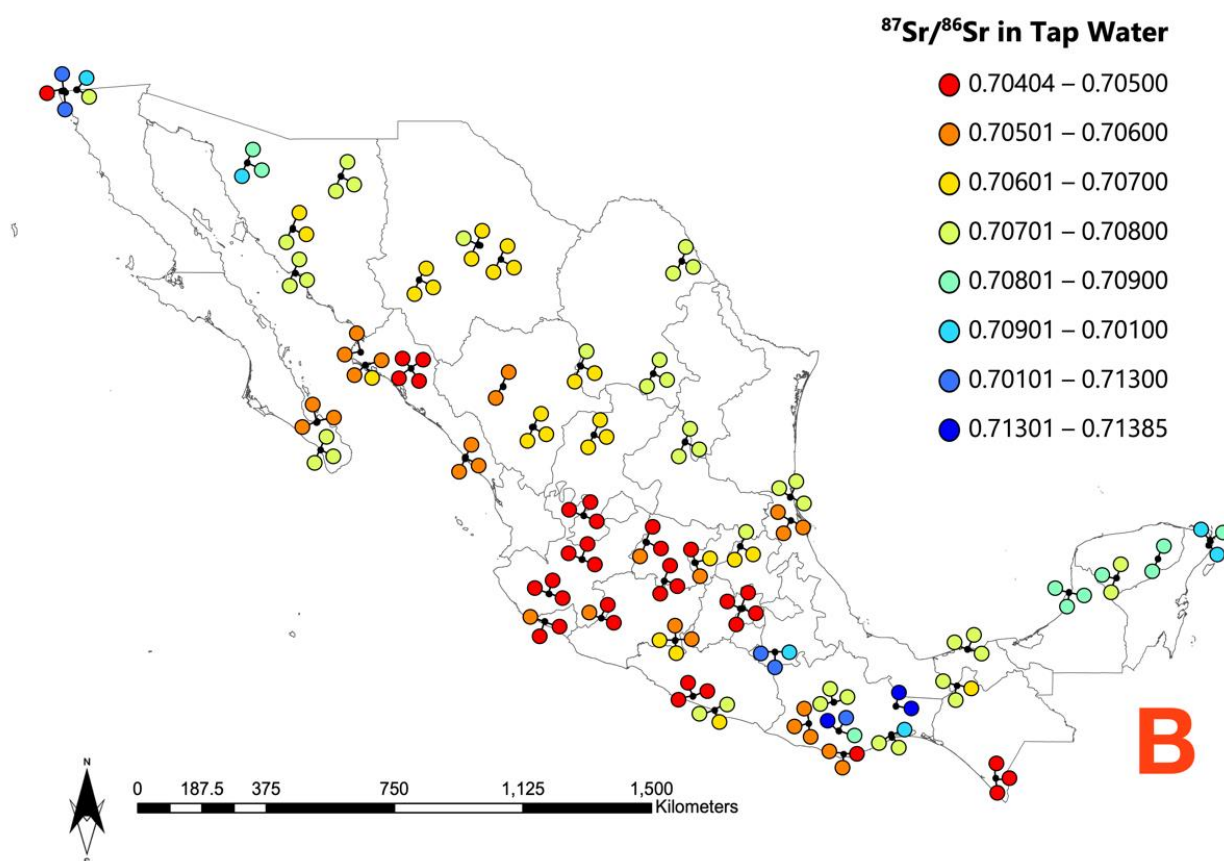 ⁸⁷Sr/⁸⁶Sr in Tap Water
0.70404 – 0.70500
0.70501 – 0.70600
0.70601 – 0.70700
0.70701 – 0.70800
0.70801 – 0.70900
0.70901 – 0.70100
0.70101 – 0.71300
0.71301 – 0.71385
B
N
S
0 187.5 375 750 1,125 1,500
Kilometers